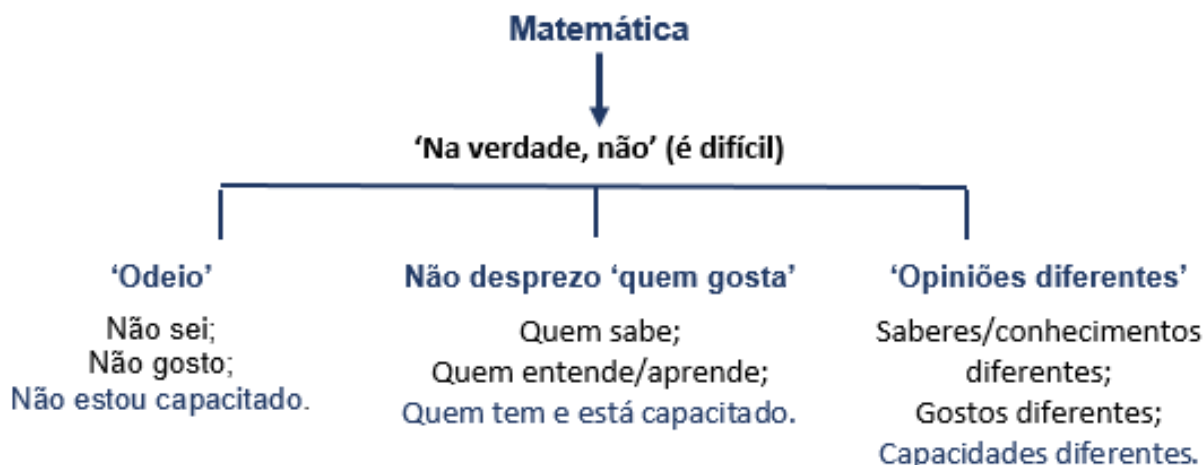 Matemática
‘Na verdade, não’ (é difícil)
‘Odeio’
Não sei;
Não gosto;
Não estou capacitado.
Não desprezo ‘quem gosta’
Quem sabe;
Quem entende/aprende;
Quem tem e está capacitado.
‘Opiniões diferentes’
Saberes/conhecimentos
diferentes;
Gostos diferentes;
Capacidades diferentes.